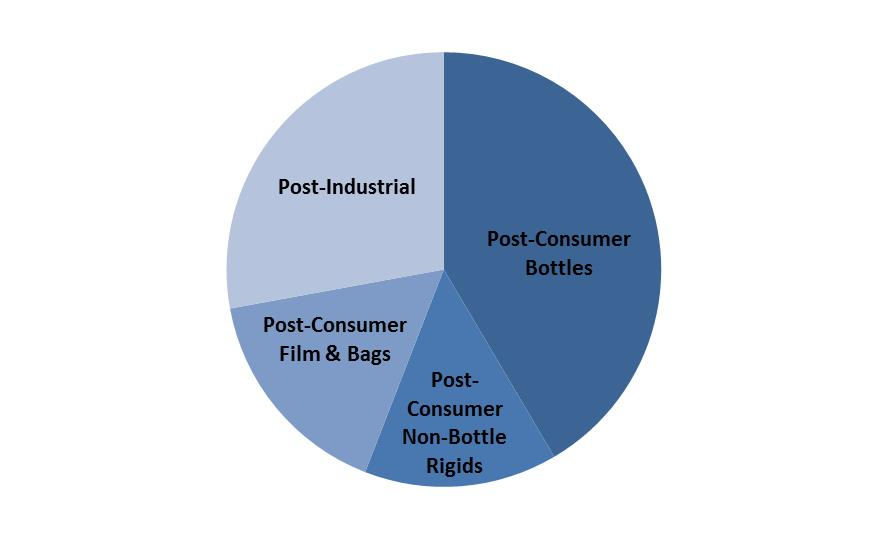 Post-Industrial
Post-Consumer
Bottles
Post-Consumer
Film & Bags
Post-
Consumer
Non-Bottle
Rigids